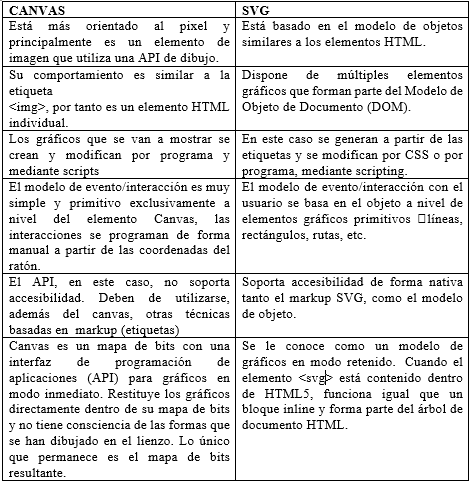 CANVAS
SVG
Está más orientado al pixel y
principalmente es un elemento de
imagen que utiliza una API de dibujo.
Está basado en el modelo de objetos
similares a los elementos HTML.
Su comportamiento es similar a la
etiqueta
<img>, por tanto es un elemento HTML
individual.
Dispone de múltiples elementos
gráficos que forman parte del Modelo de
Objeto de Documento (DOM).
Los gráficos que se van a mostrar se
crean y modifican por programa y
mediante scripts
En este caso se generan a partir de las
etiquetas y se modifican por CSS o por
programa, mediante scripting.
El modelo de evento/interacción es muy
simple y primitivo exclusivamente a
nivel del elemento Canvas, las
interacciones se programan de forma
manual a partir de las coordenadas del
ratón.
El modelo de evento/interacción con el
usuario se basa en el objeto a nivel de
elementos gráficos primitivos líneas,
rectángulos, rutas, etc.
El API, en este caso, no soporta
accesibilidad. Deben de utilizarse,
además del canvas, otras técnicas
basadas en markup (etiquetas)
Soporta accesibilidad de forma nativa
tanto el markup SVG, como el modelo
de objeto.
Canvas es un mapa de bits con una
interfaz de programación de
aplicaciones (API) para gráficos en
modo inmediato. Restituye los gráficos
directamente dentro de su mapa de bits
y no tiene consciencia de las formas que
se han dibujado en el lienzo. Lo único
que permanece es el mapa de bits
resultante.
Se le conoce como un modelo de
gráficos en modo retenido. Cuando el
elemento <svg> está contenido dentro
de HTML5, funciona igual que un
bloque inline y forma parte del árbol de
documento HTML.